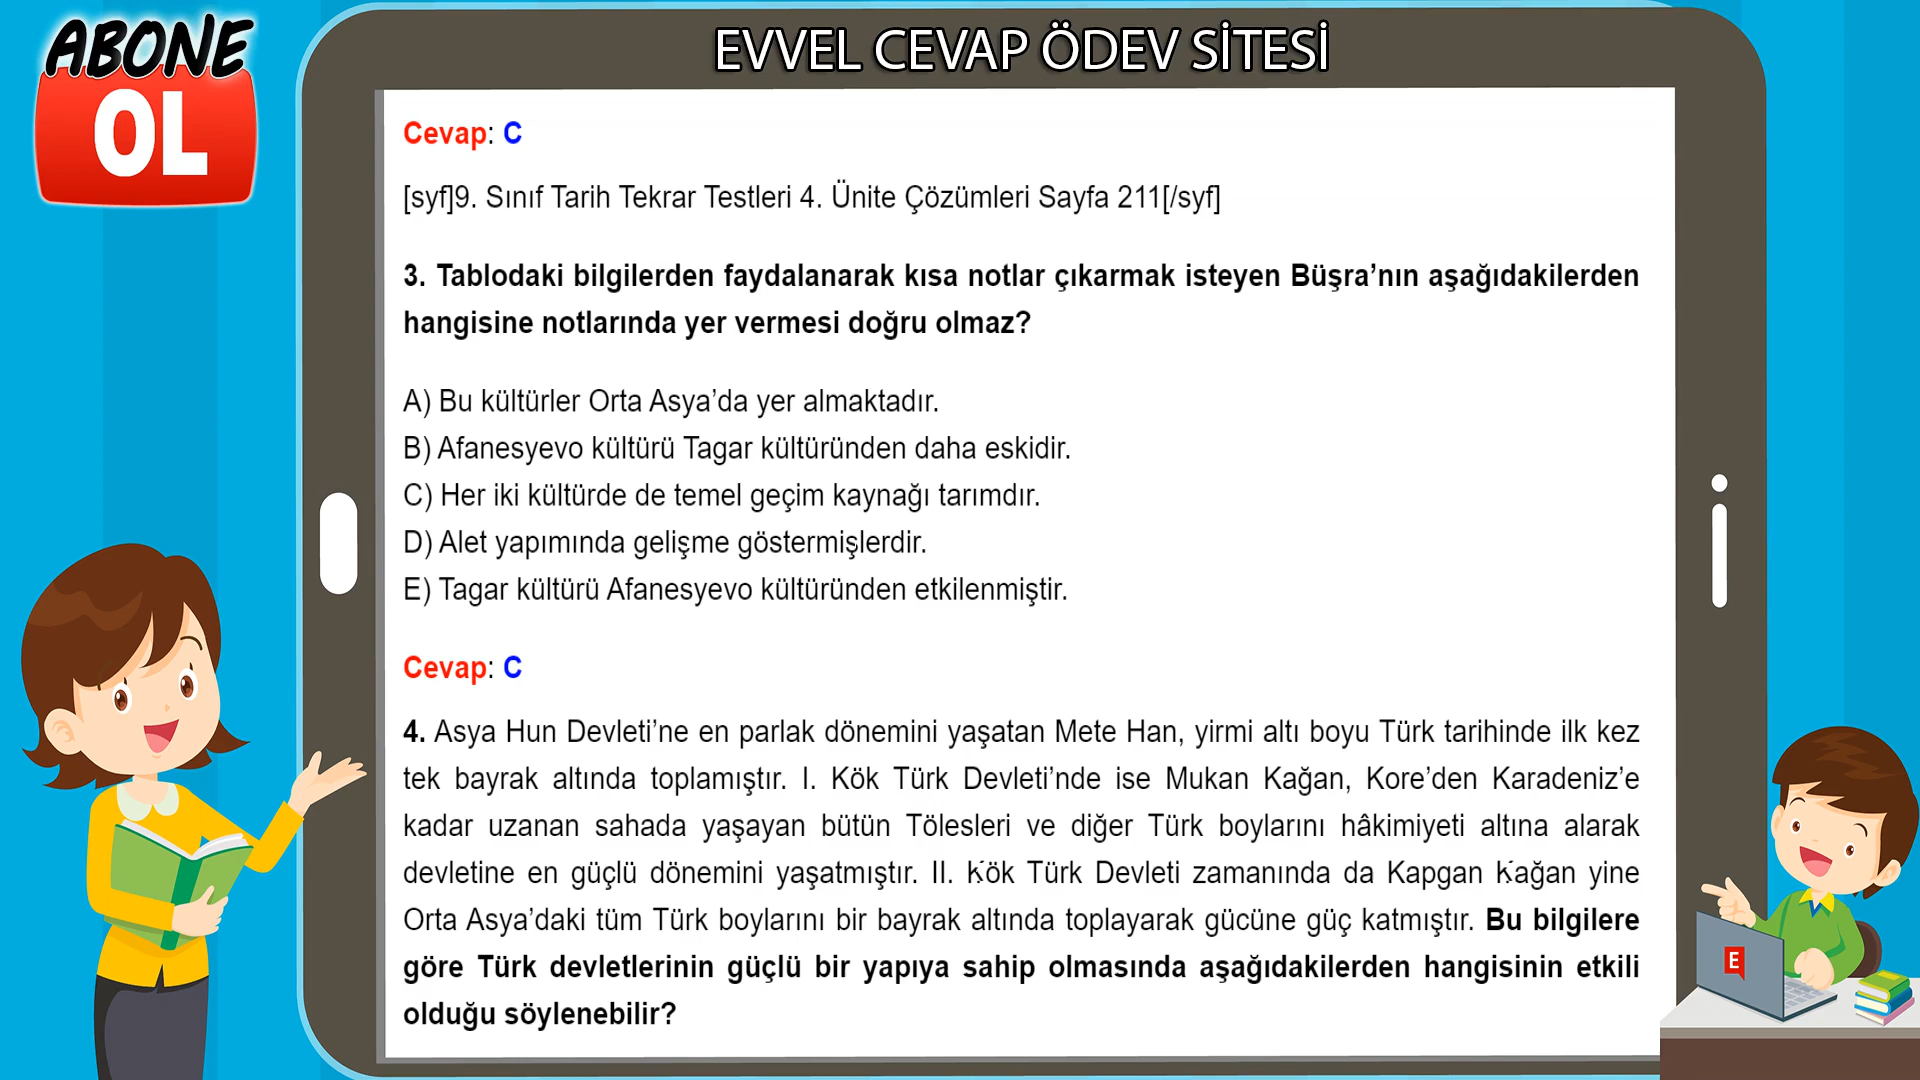 ABONE
OL
EVVEL CEVAP ÖDEV SİTESİ
Cevap: C
[syf]9. Sınıf Tarih Tekrar Testleri 4. Ünite Çözümleri Sayfa 211[/syf]
3. Tablodaki bilgilerden faydalanarak kısa notlar çıkarmak isteyen Büşra’nın aşağıdakilerden
hangisine notlarında yer vermesi doğru olmaz?
A) Bu kültürler Orta Asya’da yer almaktadır.
B) Afanesyevo kültürü Tagar kültüründen daha eskidir.
C) Her iki kültürde de temel geçim kaynağı tarımdır.
D) Alet yapımında gelişme göstermişlerdir.
E) Tagar kültürü Afanesyevo kültüründen etkilenmiştir.
Cevap: C
4. Asya Hun Devleti’ne en parlak dönemini yaşatan Mete Han, yirmi altı boyu Türk tarihinde ilk kez
tek bayrak altında toplamıştır. I. Kök Türk Devleti’nde ise Mukan Kağan, Kore’den Karadeniz’e
kadar uzanan sahada yaşayan bütün Tölesleri ve diğer Türk boylarını hâkimiyeti altına alarak
devletine en güçlü dönemini yaşatmıştır. II. Kök Türk Devleti zamanında da Kapgan Kağan yine
Orta Asya’daki tüm Türk boylarını bir bayrak altında toplayarak gücüne güç katmıştır. Bu bilgilere
göre Türk devletlerinin güçlü bir yapıya sahip olmasında aşağıdakilerden hangisinin etkili
olduğu söylenebilir?
E